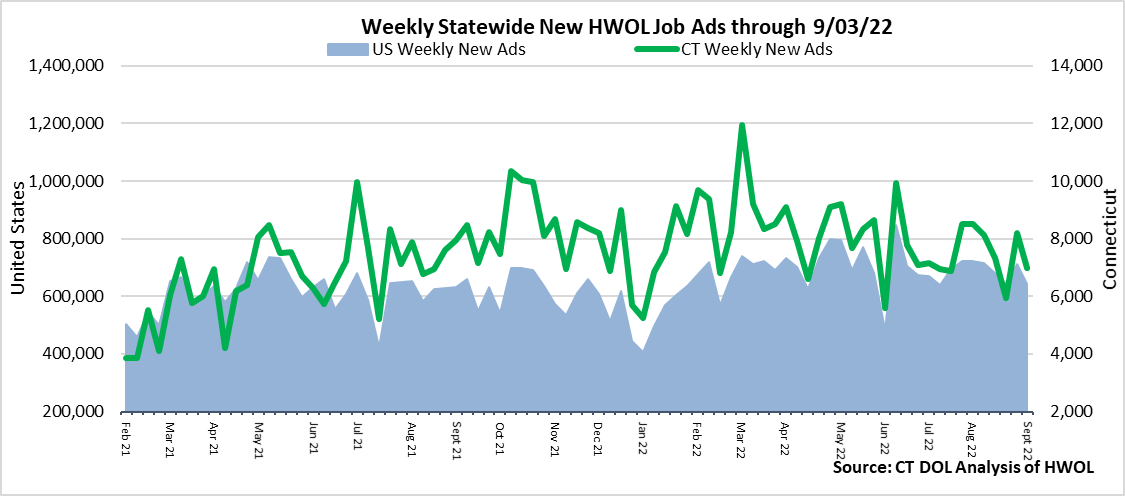 Weekly Statewide New HWOL Job Ads through 9/03/22
US Weekly New Ads
CT Weekly New Ads
1,400,000
1,200,000
1,000,000
800,000
600,000
400,000
200,000
United States
14,000
12,000
10,000
8,000
6,000
4,000
2,000
Connecticut
Feb 21
Mar 21
Apr 21
May 21
Jun 21
Jul 21
Aug 21
Sept 21
Oct 21
Nov 21
Dec 21
Jan 22
Feb 22
Mar 22
Apr 22
May 22
Jun 22
Jul 22
Aug 22
Sept 22
Source: CT DOL Analysis of HWOL